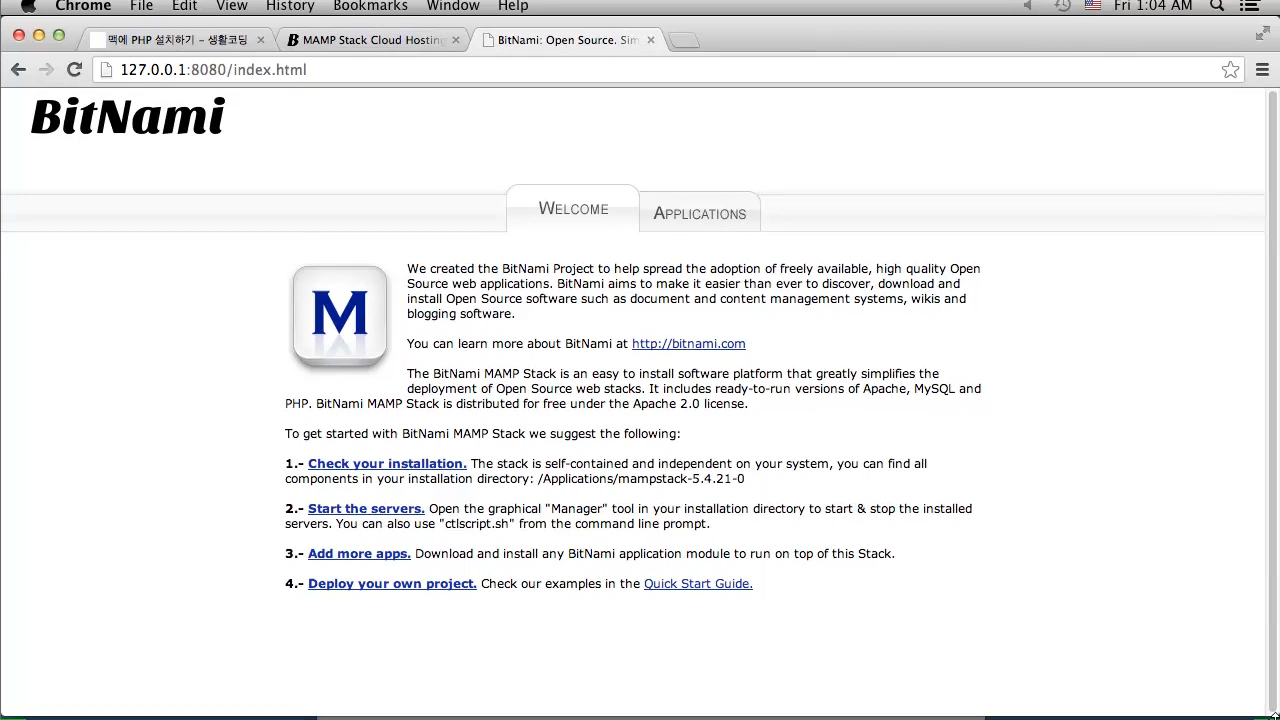 Chrome File Edit View History Bookmarks Window Help Fri 1:04 AM
맥에 PHP 설치하기 – 생활코딩 MAMP Stack Cloud Hosting BitNami: Open Source. Sim
127.0.0.1:8080/index.html
BitNami
WELCOME APPLICATIONS
M
We created the BitNami Project to help spread the adoption of freely available, high quality Open
Source web applications. BitNami aims to make it easier than ever to discover, download and
install Open Source software such as document and content management systems, wikis and
blogging software.
You can learn more about BitNami at http://bitnami.com
The BitNami MAMP Stack is an easy to install software platform that greatly simplifies the
deployment of Open Source web stacks. It includes ready-to-run versions of Apache, MySQL and
PHP. BitNami MAMP Stack is distributed for free under the Apache 2.0 license.
To get started with BitNami MAMP Stack we suggest the following:
1.- Check your installation. The stack is self-contained and independent on your system, you can find all
components in your installation directory: /Applications/mampstack-5.4.21-0
2.- Start the servers. Open the graphical "Manager" tool in your installation directory to start & stop the installed
servers. You can also use "ctlscript.sh" from the command line prompt.
3.- Add more apps. Download and install any BitNami application module to run on top of this Stack.
4.- Deploy your own project. Check our examples in the Quick Start Guide.